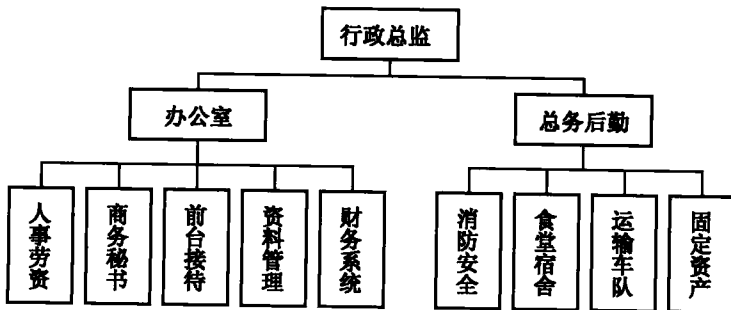 行政总监
办公室
总务后勤
人事劳资
商务秘书
前台接待
资料管理
财务系统
消防安全
食堂宿舍
运输车队
固定资产